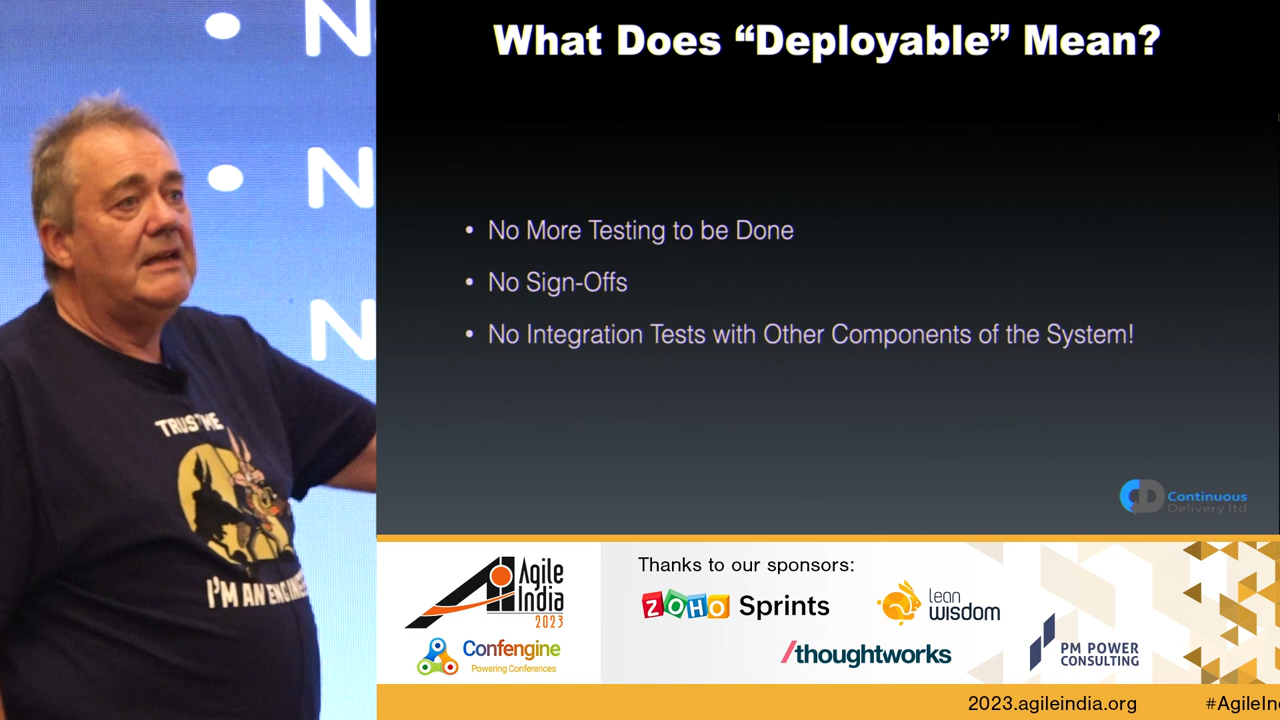 What Does “Deployable” Mean?
• No More Testing to be Done
• No Sign-Offs
• No Integration Tests with Other Components of the System!
Continuous
Delivery ltd
• N
• N
N
TRUST ME
I'M AN ENGINEE
Agile
India
2023
Confengine
Powering Conferences
Thanks to our sponsors:
ZOHO Sprints
lean
wisdom
/thoughtworks
PM POWER
CONSULTING
2023.agileindia.org
#AgileIn